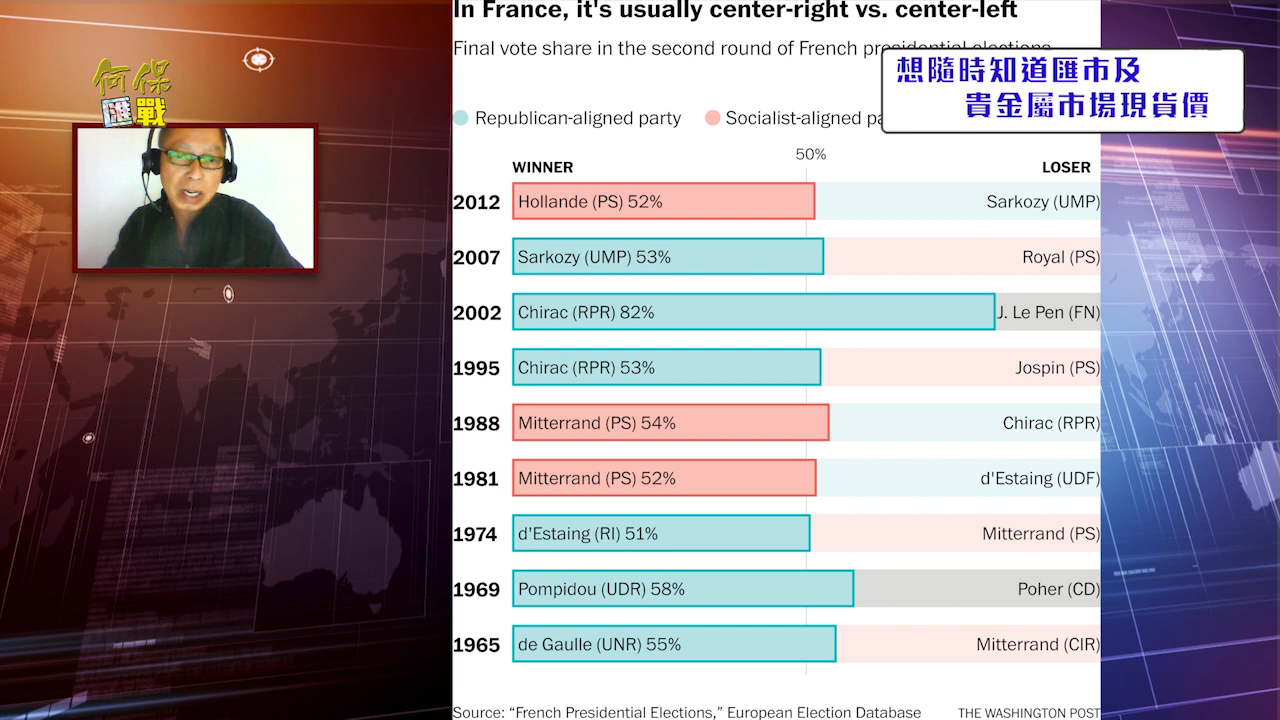 何保
匯戰
想隨時知道匯市及
貴金屬市場現貨價
In France, it's usually center-right vs. center-left
Final vote share in the second round of French presidential elections
Republican-aligned party
Socialist-aligned pa
WINNER 50% LOSER
2012 Hollande (PS) 52% Sarkozy (UMP)
2007 Sarkozy (UMP) 53% Royal (PS)
2002 Chirac (RPR) 82% J. Le Pen (FN)
1995 Chirac (RPR) 53% Jospin (PS)
1988 Mitterrand (PS) 54% Chirac (RPR)
1981 Mitterrand (PS) 52% d'Estaing (UDF)
1974 d'Estaing (RI) 51% Mitterrand (PS)
1969 Pompidou (UDR) 58% Poher (CD)
1965 de Gaulle (UNR) 55% Mitterrand (CIR)
Source: “French Presidential Elections,” European Election Database THE WASHINGTON POST